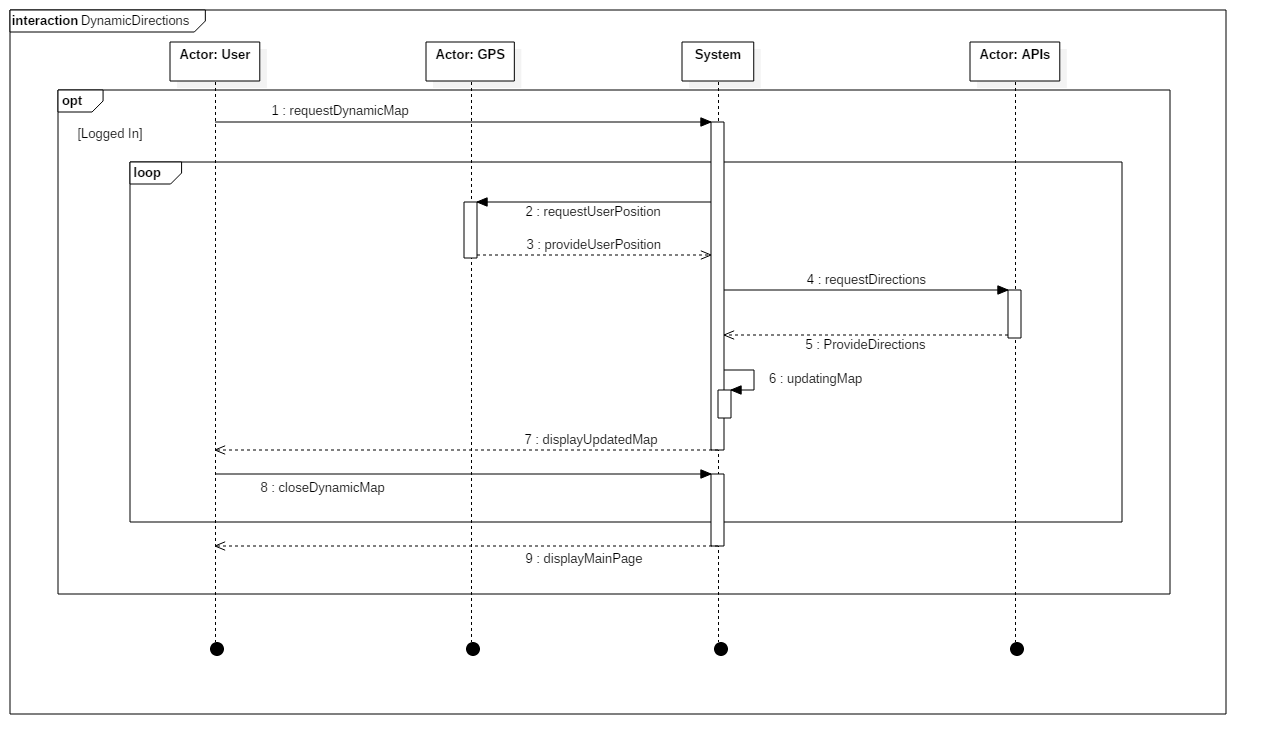 interaction DynamicDirections
Actor: User
Actor: GPS
System
Actor: APIs
opt
1 : requestDynamicMap
[Logged In]
loop
2 : requestUserPosition
3 : provideUserPosition
4 : requestDirections
5 : ProvideDirections
6 : updatingMap
7 : displayUpdatedMap
8 : closeDynamicMap
9 : displayMainPage